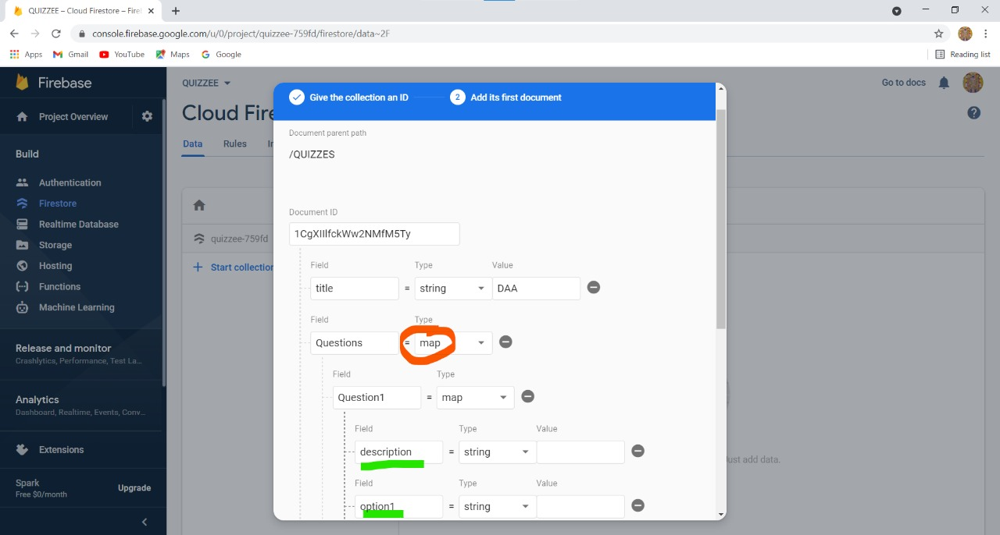 QUIZZEE – Cloud Firestore – Fire
console.firebase.google.com/u/0/project/quizzee-759fd/firestore/data~2F
Apps Gmail YouTube Maps Google Reading list
Firebase
QUIZZEE
Go to docs
Project Overview
Cloud Fire
Data Rules In
Build
Authentication
Firestore
Realtime Database
Storage
Hosting
Functions
Machine Learning
Release and monitor
Crashlytics, Performance, Test La...
Analytics
Dashboard, Realtime, Events, Conv...
Extensions
Spark
Free $0/month
Upgrade
quizzee-759fd
Start collection
Just add data.
Give the collection an ID
2 Add its first document
Document parent path
/QUIZZES
Document ID
1CgXIIlfckWw2NMfM5Ty
Field Type Value
title = string DAA
Field Type
Questions = map
Field Type
Question1 = map
Field Type Value
description = string
Field Type Value
option1 = string